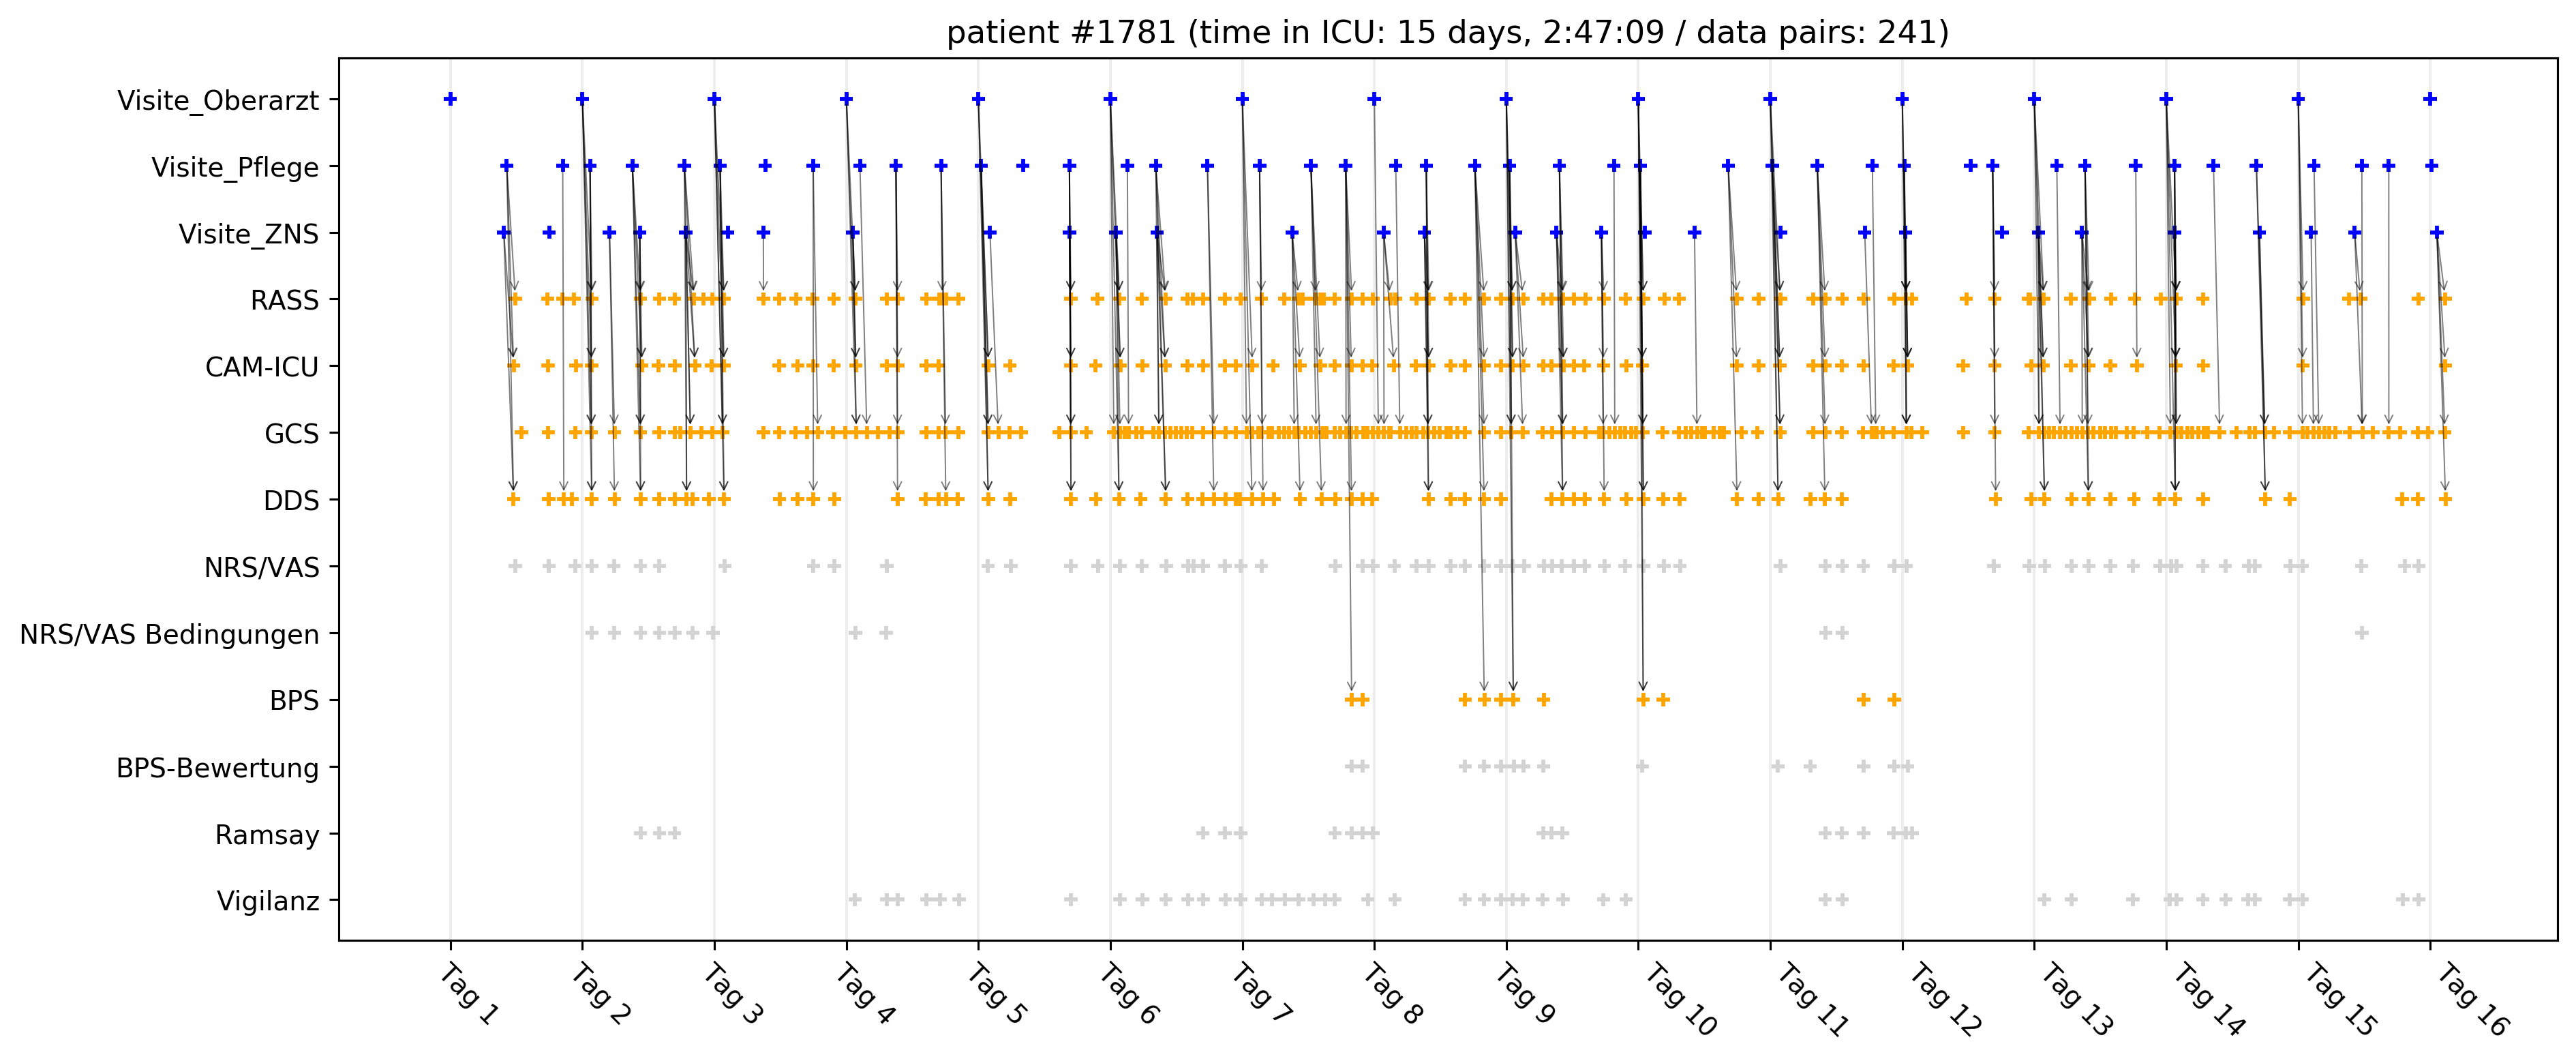 patient #1781 (time in ICU: 15 days, 2:47:09 / data pairs: 241)
Visite_Oberarzt
Visite_Pflege
Visite_ZNS
RASS
CAM-ICU
GCS
DDS
NRS/VAS
NRS/VAS Bedingungen
BPS
BPS-Bewertung
Ramsay
Vigilanz
Tag 1
Tag 2
Tag 3
Tag 4
Tag 5
Tag 6
Tag 7
Tag 8
Tag 9
Tag 10
Tag 11
Tag 12
Tag 13
Tag 14
Tag 15
Tag 16